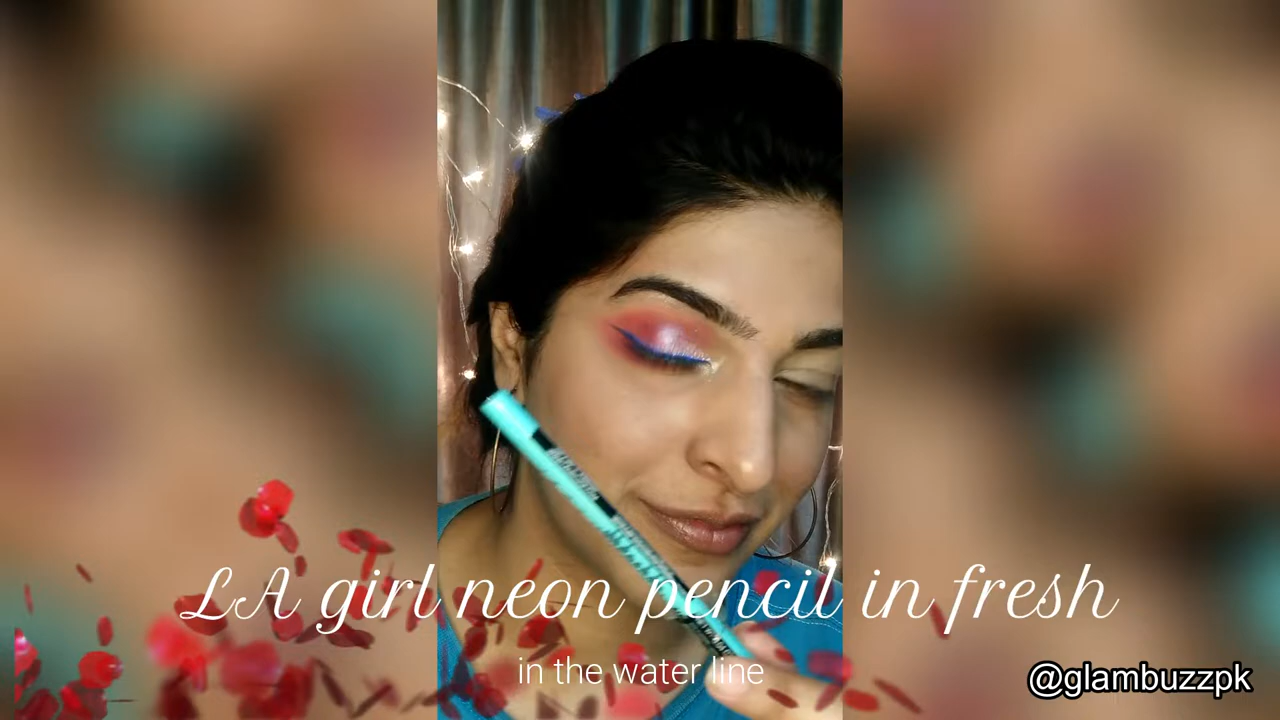 LA girl neon pencil in fresh
in the water line
@glambuzzpk